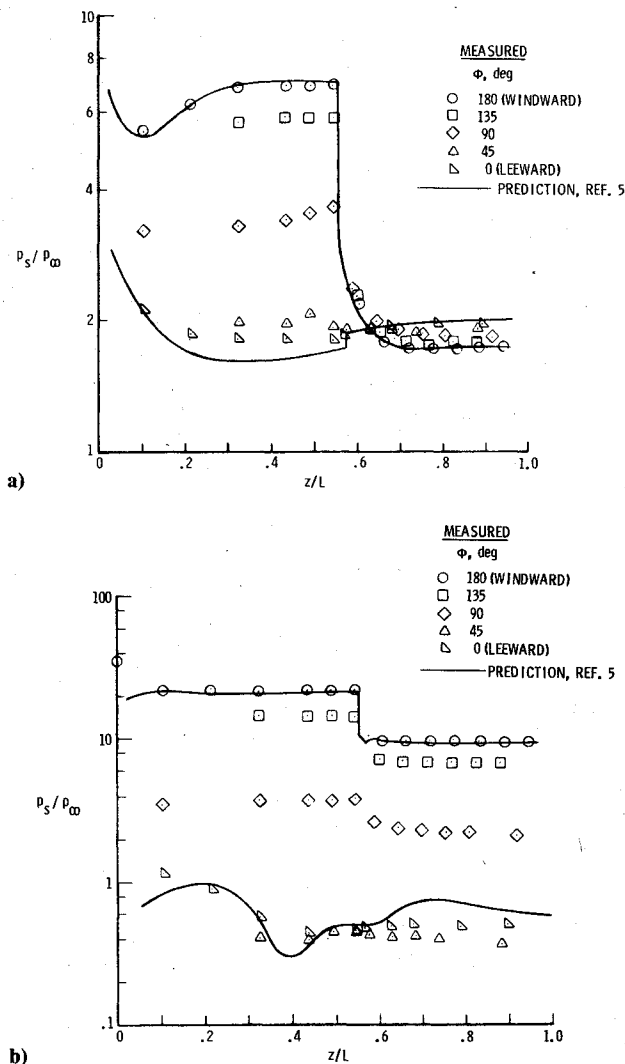 10
8
6
4
2
1
p_s/p_∞
0
.2
.4
.6
.8
1.0
z/L
MEASURED
Φ, deg
180 (WINDWARD)
135
90
45
0 (LEEWARD)
PREDICTION, REF. 5
a)
MEASURED
Φ, deg
180 (WINDWARD)
135
90
45
0 (LEEWARD)
PREDICTION, REF. 5
100
10
1
.1
p_s/p_∞
0
.2
.4
.6
.8
1.0
z/L
b)